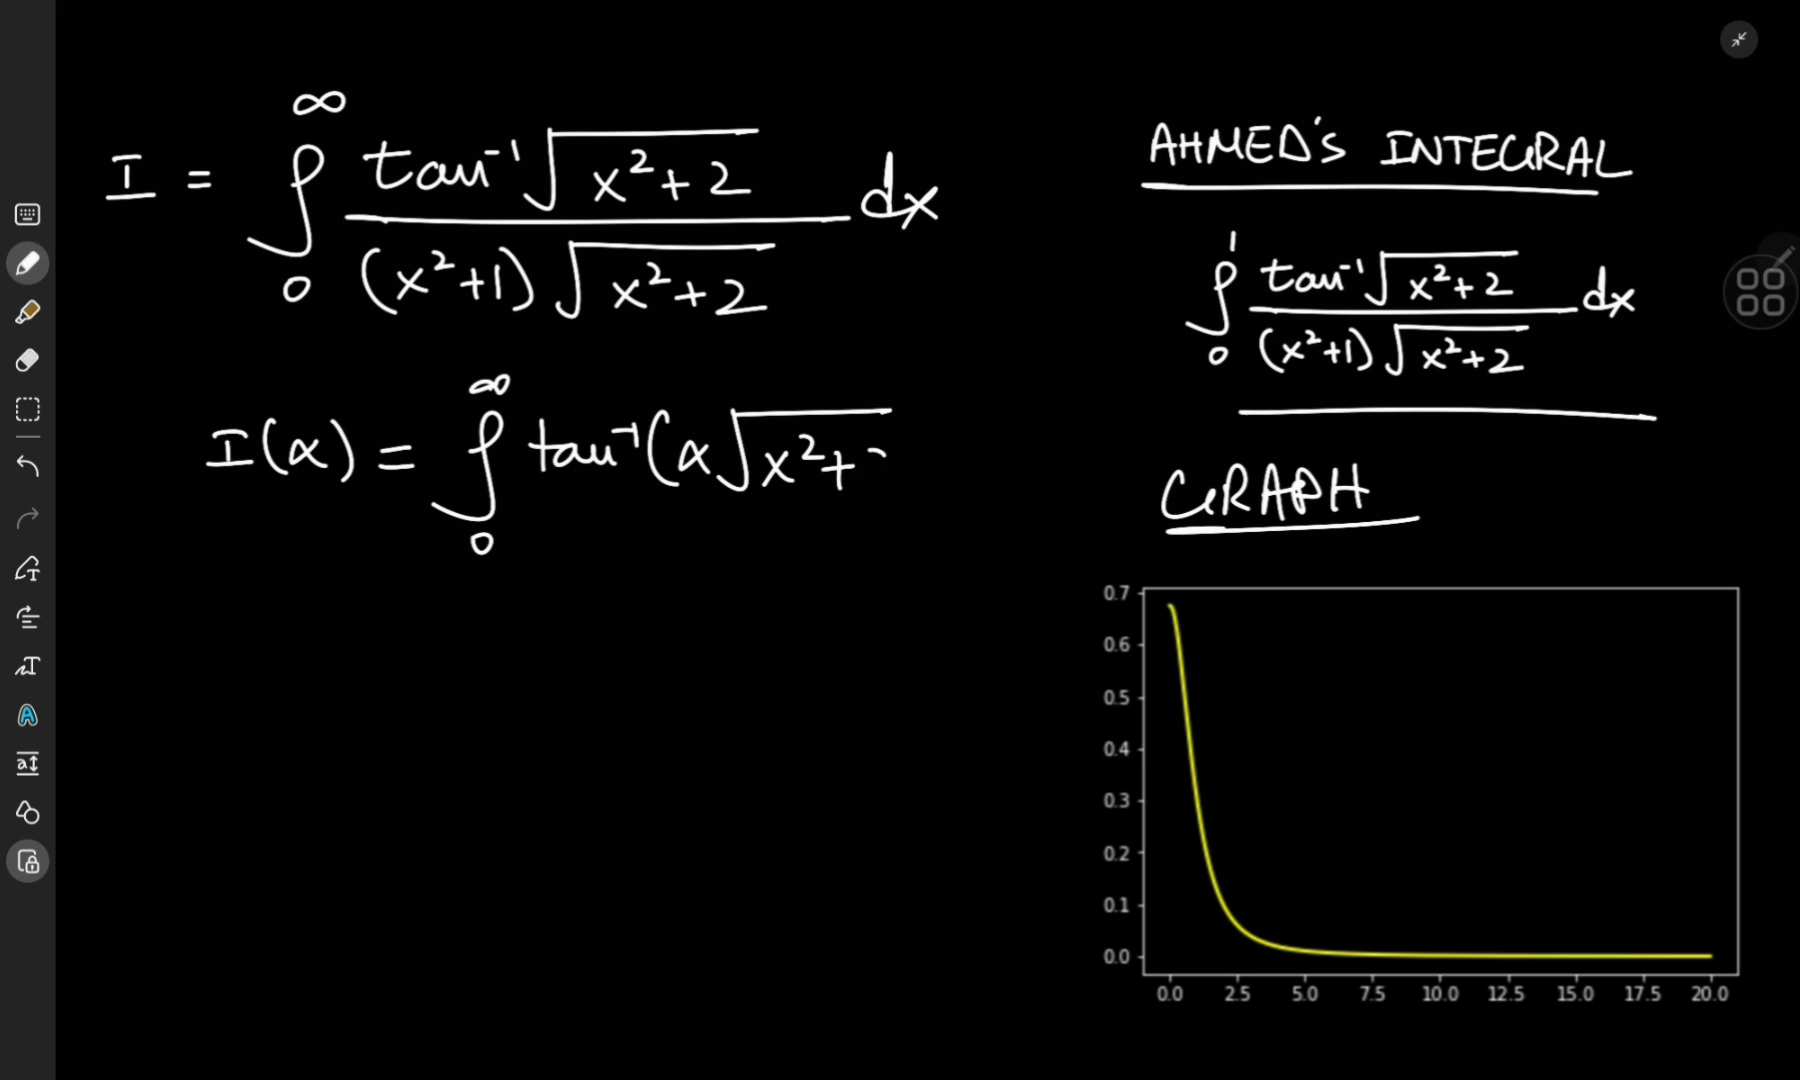 I = ∫₀^∞ tan⁻¹√(x²+2) / ((x²+1)√(x²+2)) dx
I(α) = ∫₀^∞ tan⁻¹(α√(x²+
AHMED'S INTEGRAL
∫₀¹ tan⁻¹√(x²+2) / ((x²+1)√(x²+2)) dx
GRAPH
0.7
0.6
0.5
0.4
0.3
0.2
0.1
0.0
0.0 2.5 5.0 7.5 10.0 12.5 15.0 17.5 20.0